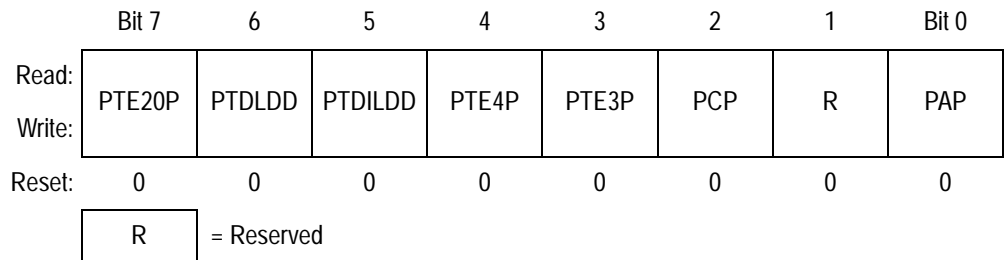 Bit 7 6 5 4 3 2 1 Bit 0
Read:
PTE20P PTDLDD PTDILDD PTE4P PTE3P PCP R PAP
Write:
Reset: 0 0 0 0 0 0 0 0
R = Reserved